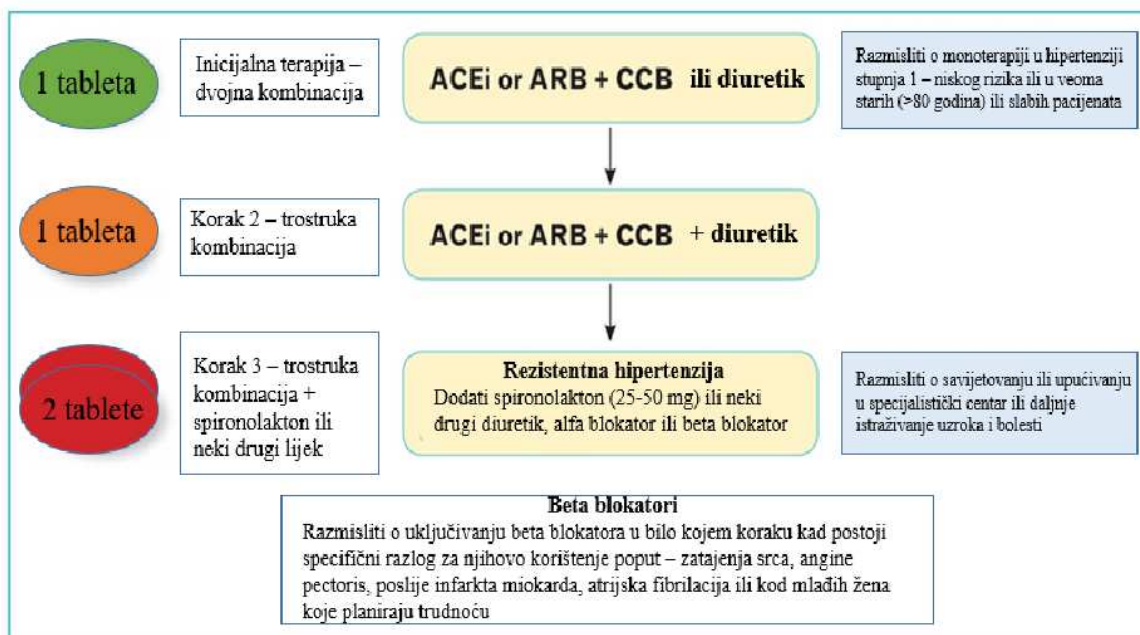 1 tableta
Inicijalna terapija –
dvojna kombinacija
ACEi or ARB + CCB ili diuretik
Razmisliti o monoterapiji u hipertenziji
stupnja 1 – niskog rizika ili u veoma
starih (>80 godina) ili slabih pacijenata
1 tableta
Korak 2 – trostruka
kombinacija
ACEi or ARB + CCB + diuretik
2 tablete
Korak 3 – trostruka
kombinacija +
spironolakton ili
neki drugi lijek
Rezistentna hipertenzija
Dodati spironolakton (25-50 mg) ili neki
drugi diuretik, alfa blokator ili beta blokator
Razmisliti o savijetovanju ili upućivanju
u specijalistički centar ili daljnje
istraživanje uzroka i bolesti
Beta blokatori
Razmisliti o uključivanju beta blokatora u bilo kojem koraku kad postoji
specifični razlog za njihovo korištenje poput – zatajenja srca, angine
pectoris, poslije infarkta miokarda, atrijska fibrilacija ili kod mlađih žena
koje planiraju trudnoću